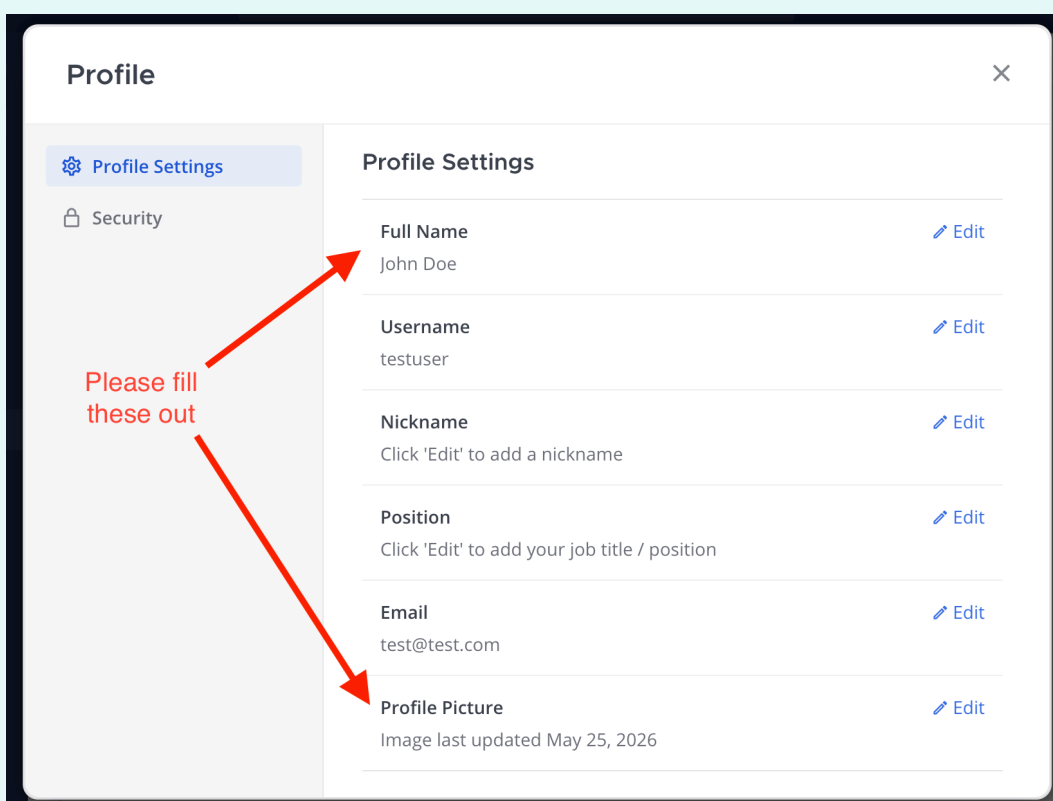 Profile
Profile Settings
Security
Profile Settings
Full Name
Edit
John Doe
Username
Edit
testuser
Please fill
these out
Nickname
Edit
Click 'Edit' to add a nickname
Position
Edit
Click 'Edit' to add your job title / position
Email
Edit
test@test.com
Profile Picture
Edit
Image last updated May 25, 2026